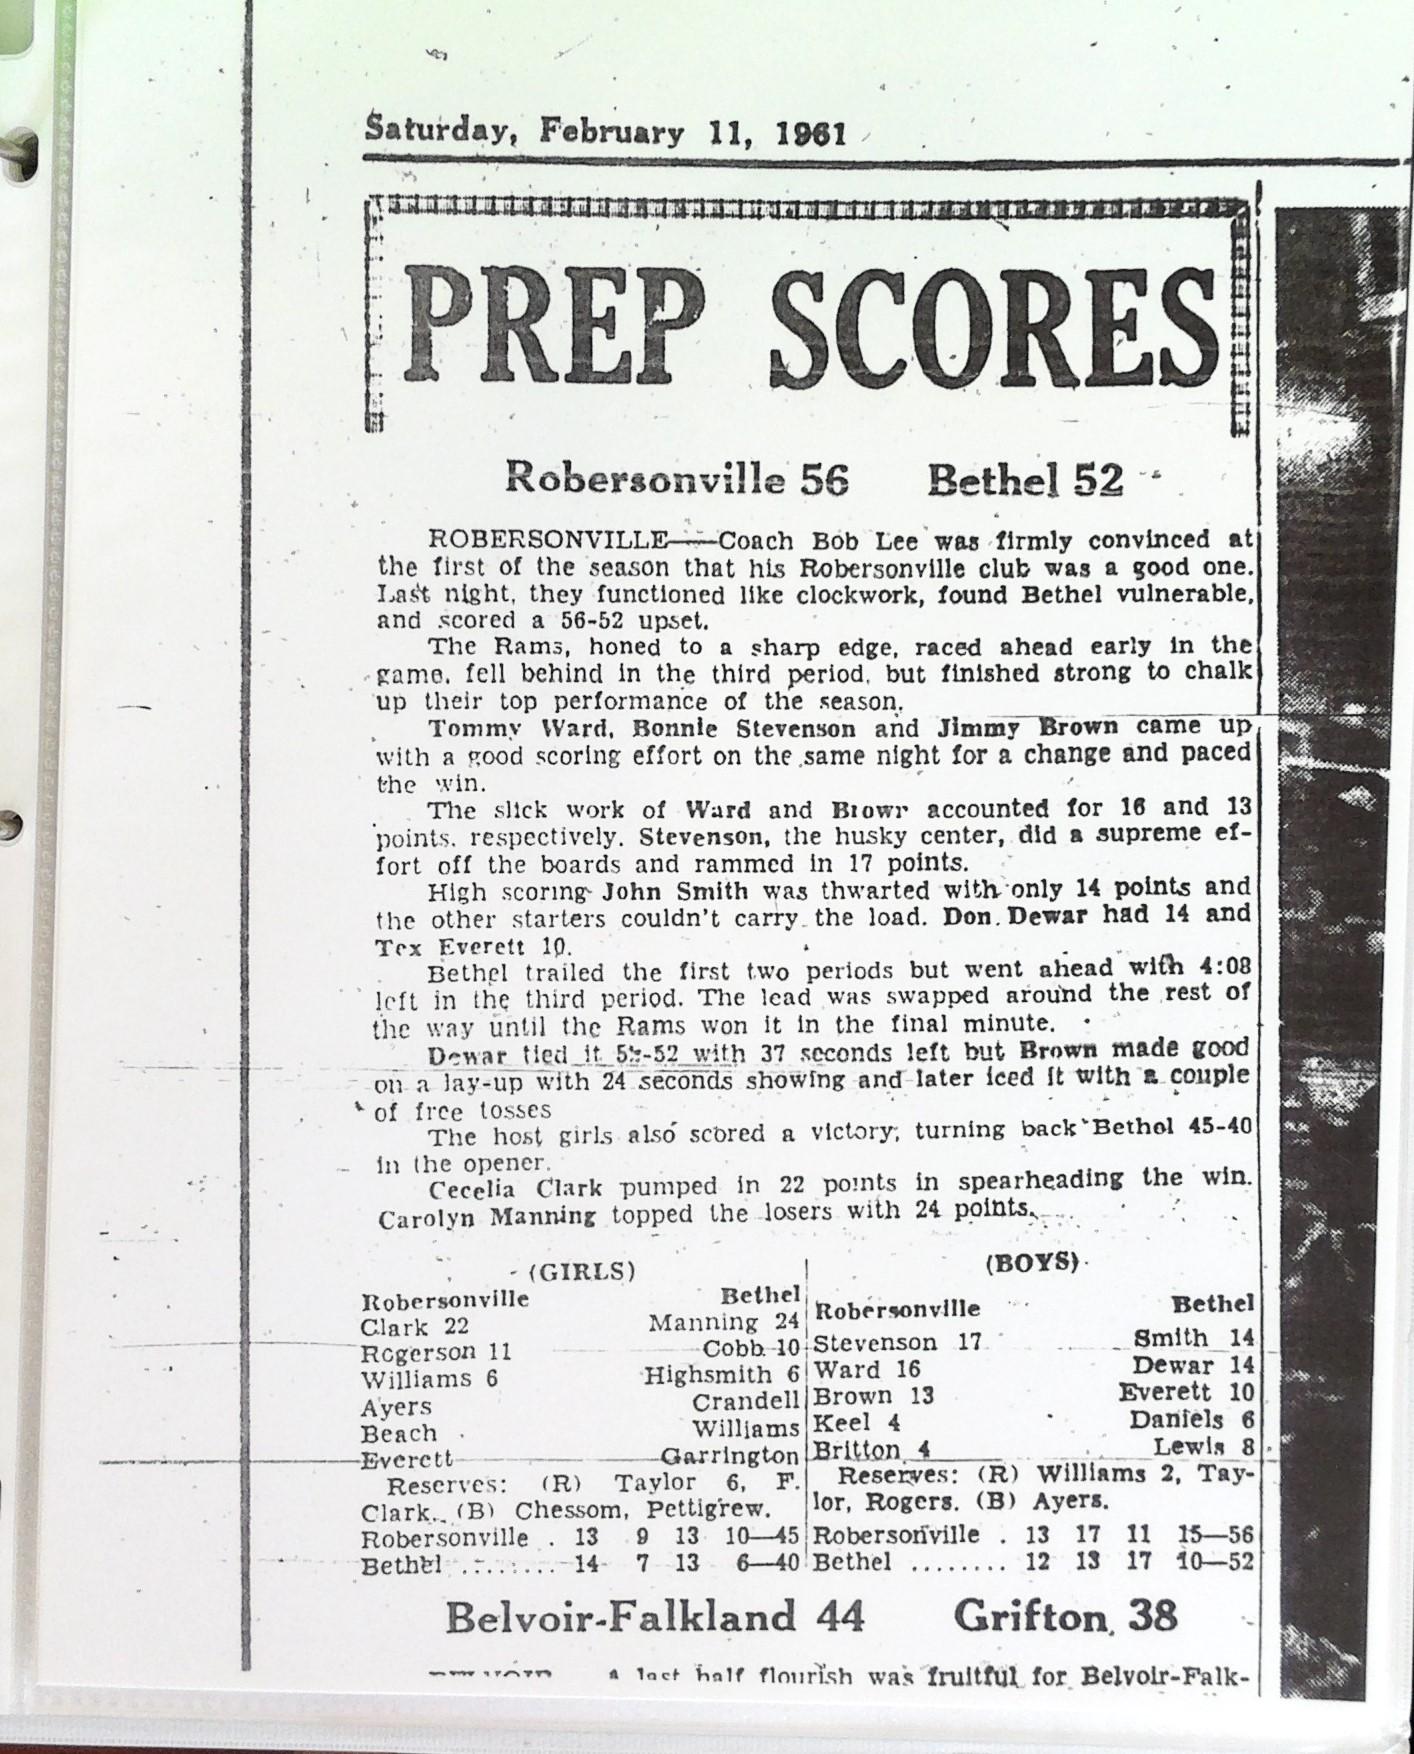 Saturday, February 11, 1961
PREP SCORES
Robersonville 56 Bethel 52
ROBERSONVILLE——Coach Bob Lee was firmly convinced at
the first of the season that his Robersonville club was a good one.
Last night, they functioned like clockwork, found Bethel vulnerable,
and scored a 56-52 upset.
The Rams, honed to a sharp edge, raced ahead early in the
game, fell behind in the third period, but finished strong to chalk
up their top performance of the season.
Tommy Ward, Bonnie Stevenson and Jimmy Brown came up
with a good scoring effort on the same night for a change and paced
the win.
The slick work of Ward and Brown accounted for 16 and 13
points, respectively. Stevenson, the husky center, did a supreme ef-
fort off the boards and rammed in 17 points.
High scoring John Smith was thwarted with only 14 points and
the other starters couldn't carry the load. Don Dewar had 14 and
Tex Everett 10.
Bethel trailed the first two periods but went ahead with 4:08
left in the third period. The lead was swapped around the rest of
the way until the Rams won it in the final minute.
Dewar tied it 52-52 with 37 seconds left but Brown made good
on a lay-up with 24 seconds showing and later iced it with a couple
of free tosses
The host girls also scored a victory, turning back Bethel 45-40
in the opener.
Cecelia Clark pumped in 22 points in spearheading the win.
Carolyn Manning topped the losers with 24 points.
(GIRLS)
Robersonville Bethel
Clark 22 Manning 24
Rogerson 11 Cobb 10
Williams 6 Highsmith 6
Ayers Crandell
Beach Williams
Everett Garrington
Reserves: (R) Taylor 6, F.
Clark. (B) Chessom, Pettigrew.
Robersonville . 13 9 13 10—45
Bethel ........ 14 7 13 6—40
(BOYS)
Robersonville Bethel
Stevenson 17 Smith 14
Ward 16 Dewar 14
Brown 13 Everett 10
Keel 4 Daniels 6
Britton 4 Lewis 8
Reserves: (R) Williams 2, Tay-
lor, Rogers. (B) Ayers.
Robersonville . 13 17 11 15—56
Bethel ........ 12 13 17 10—52
Belvoir-Falkland 44 Grifton 38
a last half flourish was fruitful for Belvoir-Falk-